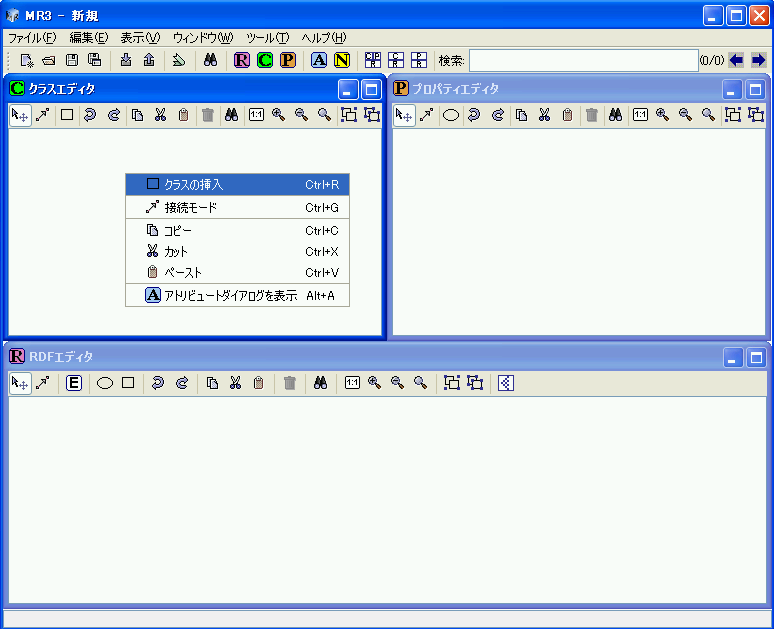 MR3 - 新規
ファイル(F) 編集(E) 表示(V) ウィンドウ(W) ツール(T) ヘルプ(H)
R C P A N C P R C R P R 検索: (0/0)
C クラスエディタ
1:1
クラスの挿入 Ctrl+R
接続モード Ctrl+G
コピー Ctrl+C
カット Ctrl+X
ペースト Ctrl+V
A アトリビュートダイアログを表示 Alt+A
P プロパティエディタ
1:1
R RDFエディタ
E 1:1